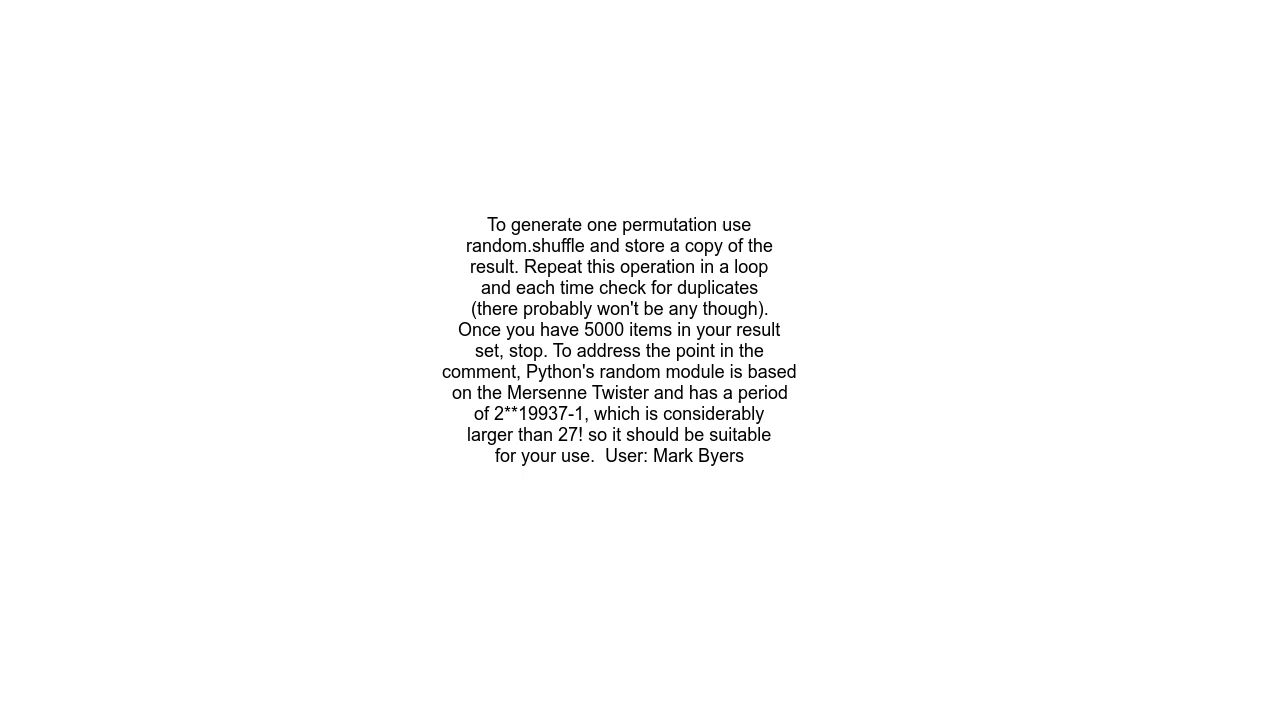 To generate one permutation use
random.shuffle and store a copy of the
result. Repeat this operation in a loop
and each time check for duplicates
(there probably won't be any though).
Once you have 5000 items in your result
set, stop. To address the point in the
comment, Python's random module is based
on the Mersenne Twister and has a period
of 2**19937-1, which is considerably
larger than 27! so it should be suitable
for your use.  User: Mark Byers